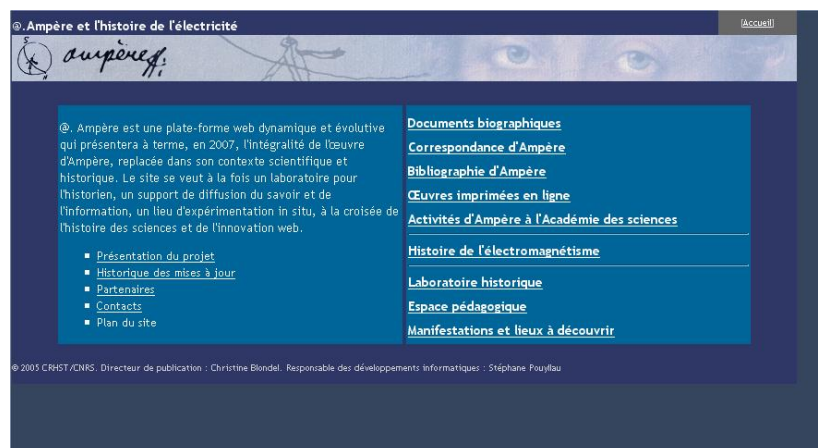 @.Ampère et l'histoire de l'électricité
[Accueil]
S
ampère
N
@. Ampère est une plate-forme web dynamique et évolutive
qui présentera à terme, en 2007, l'intégralité de l'œuvre
d'Ampère, replacée dans son contexte scientifique et
historique. Le site se veut à la fois un laboratoire pour
l'historien, un support de diffusion du savoir et de
l'information, un lieu d'expérimentation in situ, à la croisée de
l'histoire des sciences et de l'innovation web.
Présentation du projet
Historique des mises à jour
Partenaires
Contacts
Plan du site
Documents biographiques
Correspondance d'Ampère
Bibliographie d'Ampère
Œuvres imprimées en ligne
Activités d'Ampère à l'Académie des sciences
Histoire de l'électromagnétisme
Laboratoire historique
Espace pédagogique
Manifestations et lieux à découvrir
© 2005 CRHST/CNRS. Directeur de publication : Christine Blondel. Responsable des développements informatiques : Stéphane Pouyllau